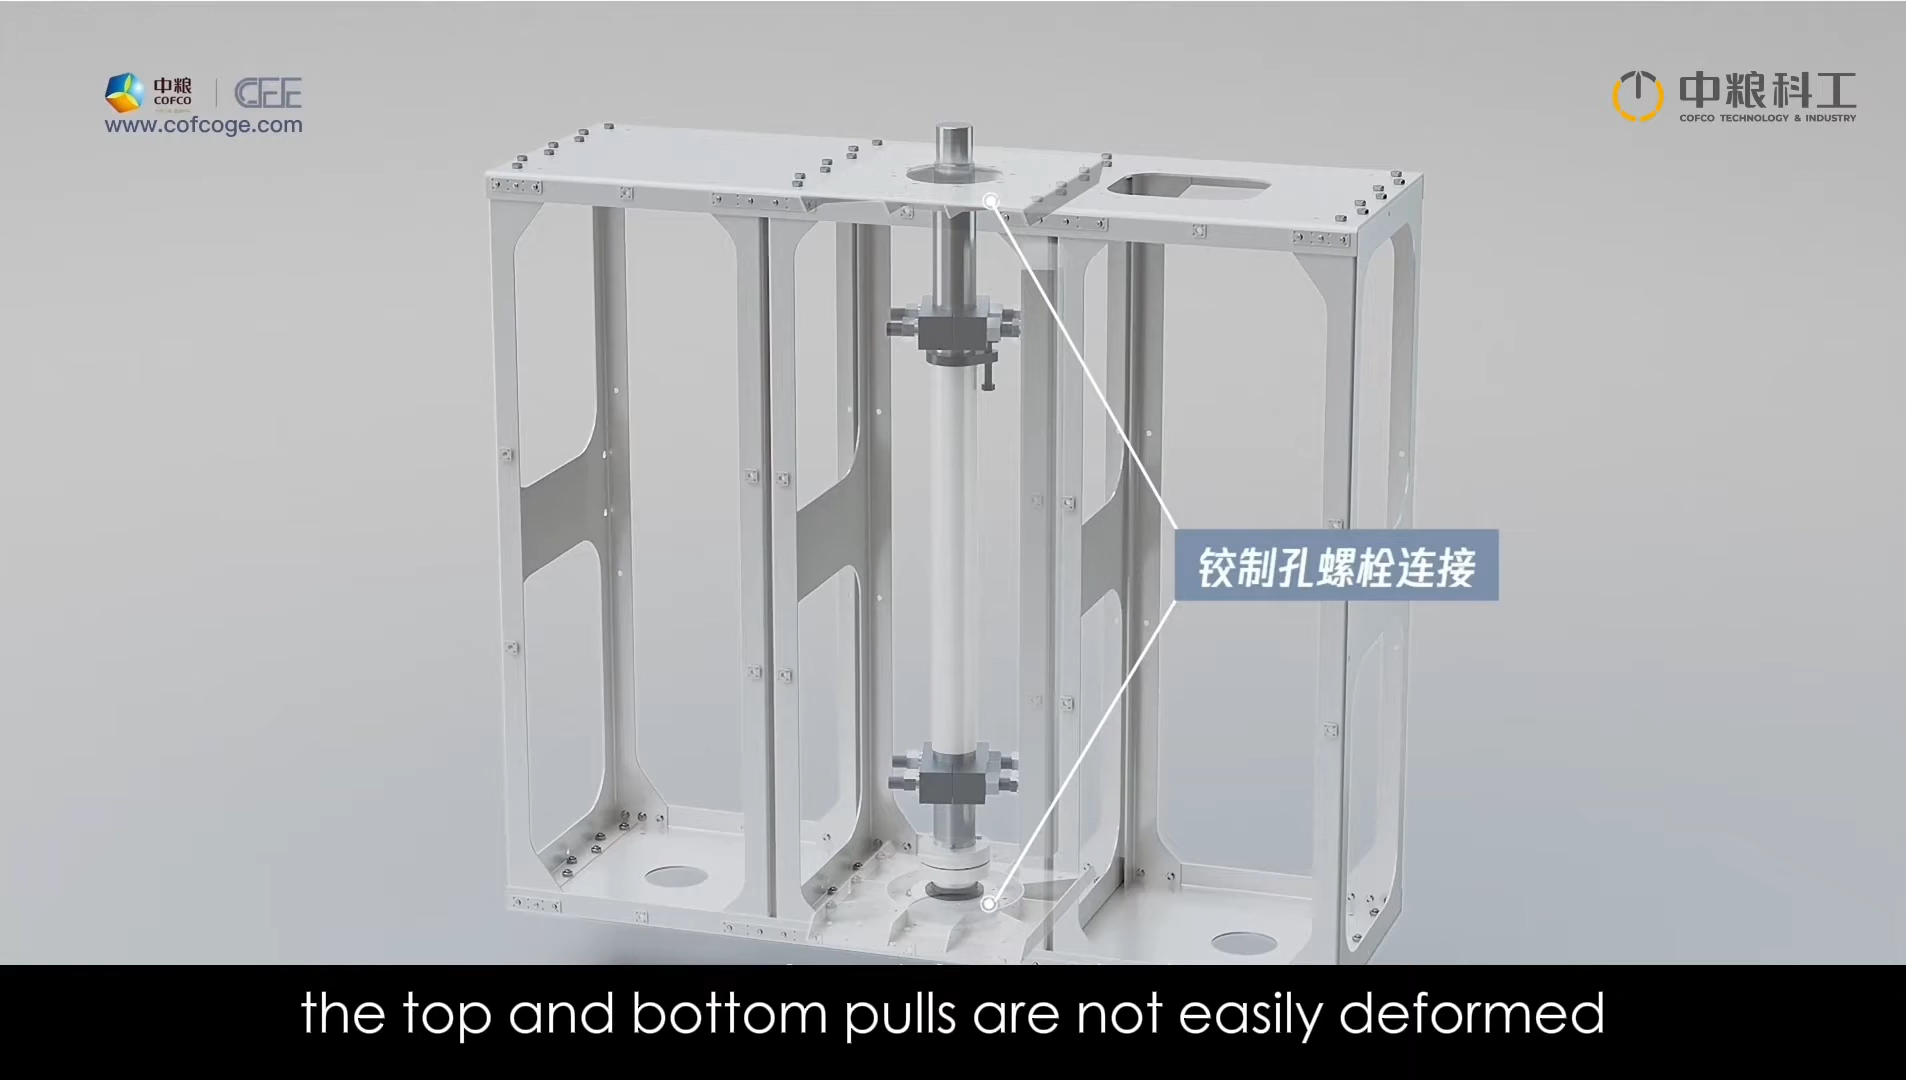 中粮
COFCO
CEE
www.cofcoge.com
中粮科工
COFCO TECHNOLOGY & INDUSTRY
铰制孔螺栓连接
the top and bottom pulls are not easily deformed